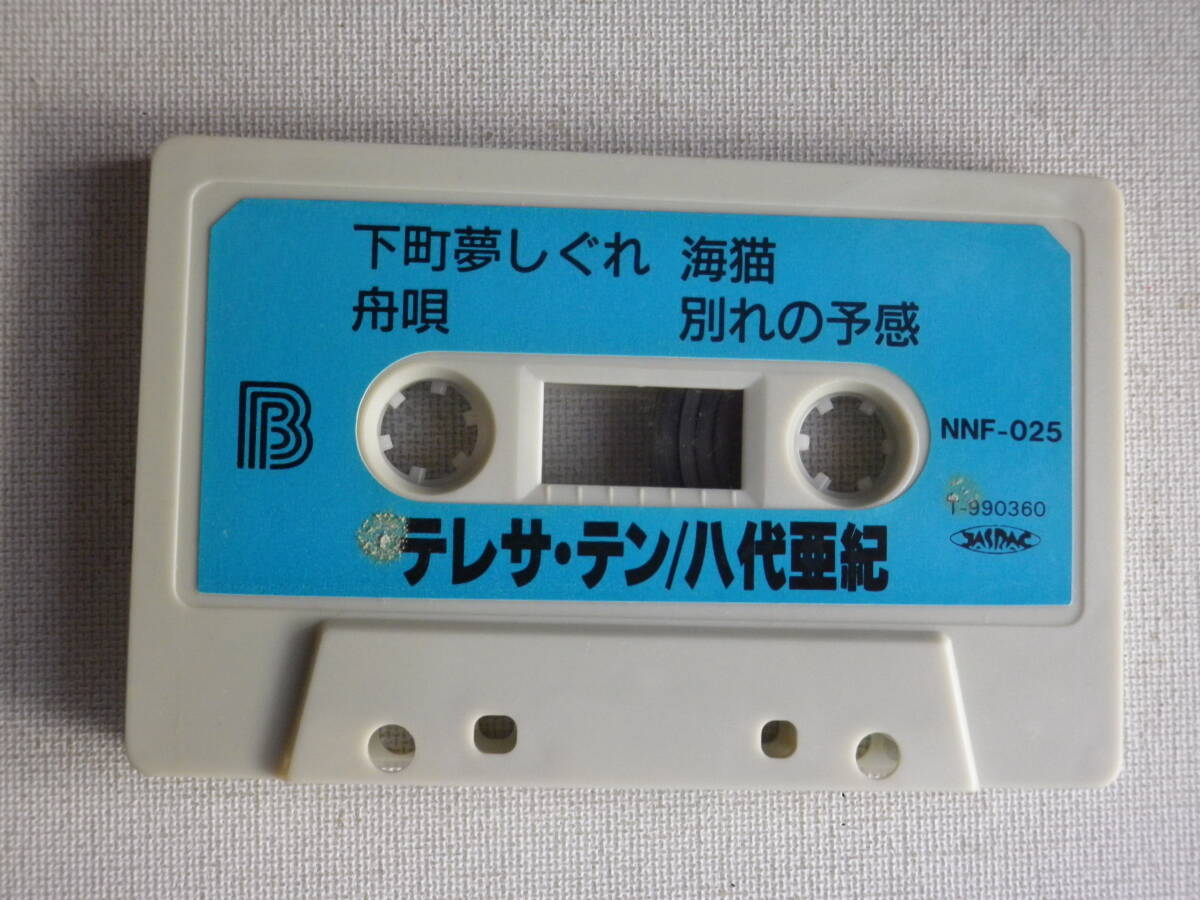 下町夢しぐれ 海猫
舟唄 別れの予感
B
NNF-025
T-990360
JASRAC
テレサ・テン/八代亜紀